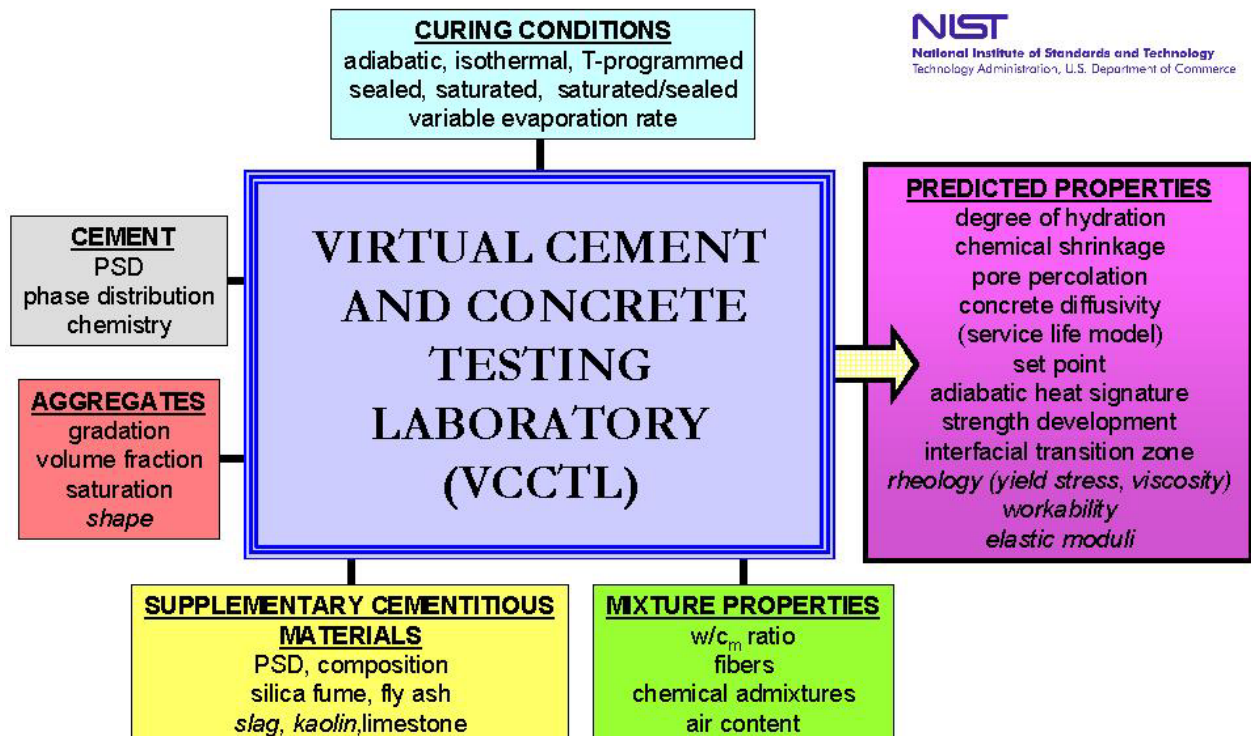 CURING CONDITIONS
adiabatic, isothermal, T-programmed
sealed, saturated, saturated/sealed
variable evaporation rate
NIST
National Institute of Standards and Technology
Technology Administration, U.S. Department of Commerce
CEMENT
PSD
phase distribution
chemistry
AGGREGATES
gradation
volume fraction
saturation
shape
VIRTUAL CEMENT
AND CONCRETE
TESTING
LABORATORY
(VCCTL)
PREDICTED PROPERTIES
degree of hydration
chemical shrinkage
pore percolation
concrete diffusivity
(service life model)
set point
adiabatic heat signature
strength development
interfacial transition zone
rheology (yield stress, viscosity)
workability
elastic moduli
SUPPLEMENTARY CEMENTITIOUS
MATERIALS
PSD, composition
silica fume, fly ash
slag, kaolin,limestone
MIXTURE PROPERTIES
w/cm ratio
fibers
chemical admixtures
air content